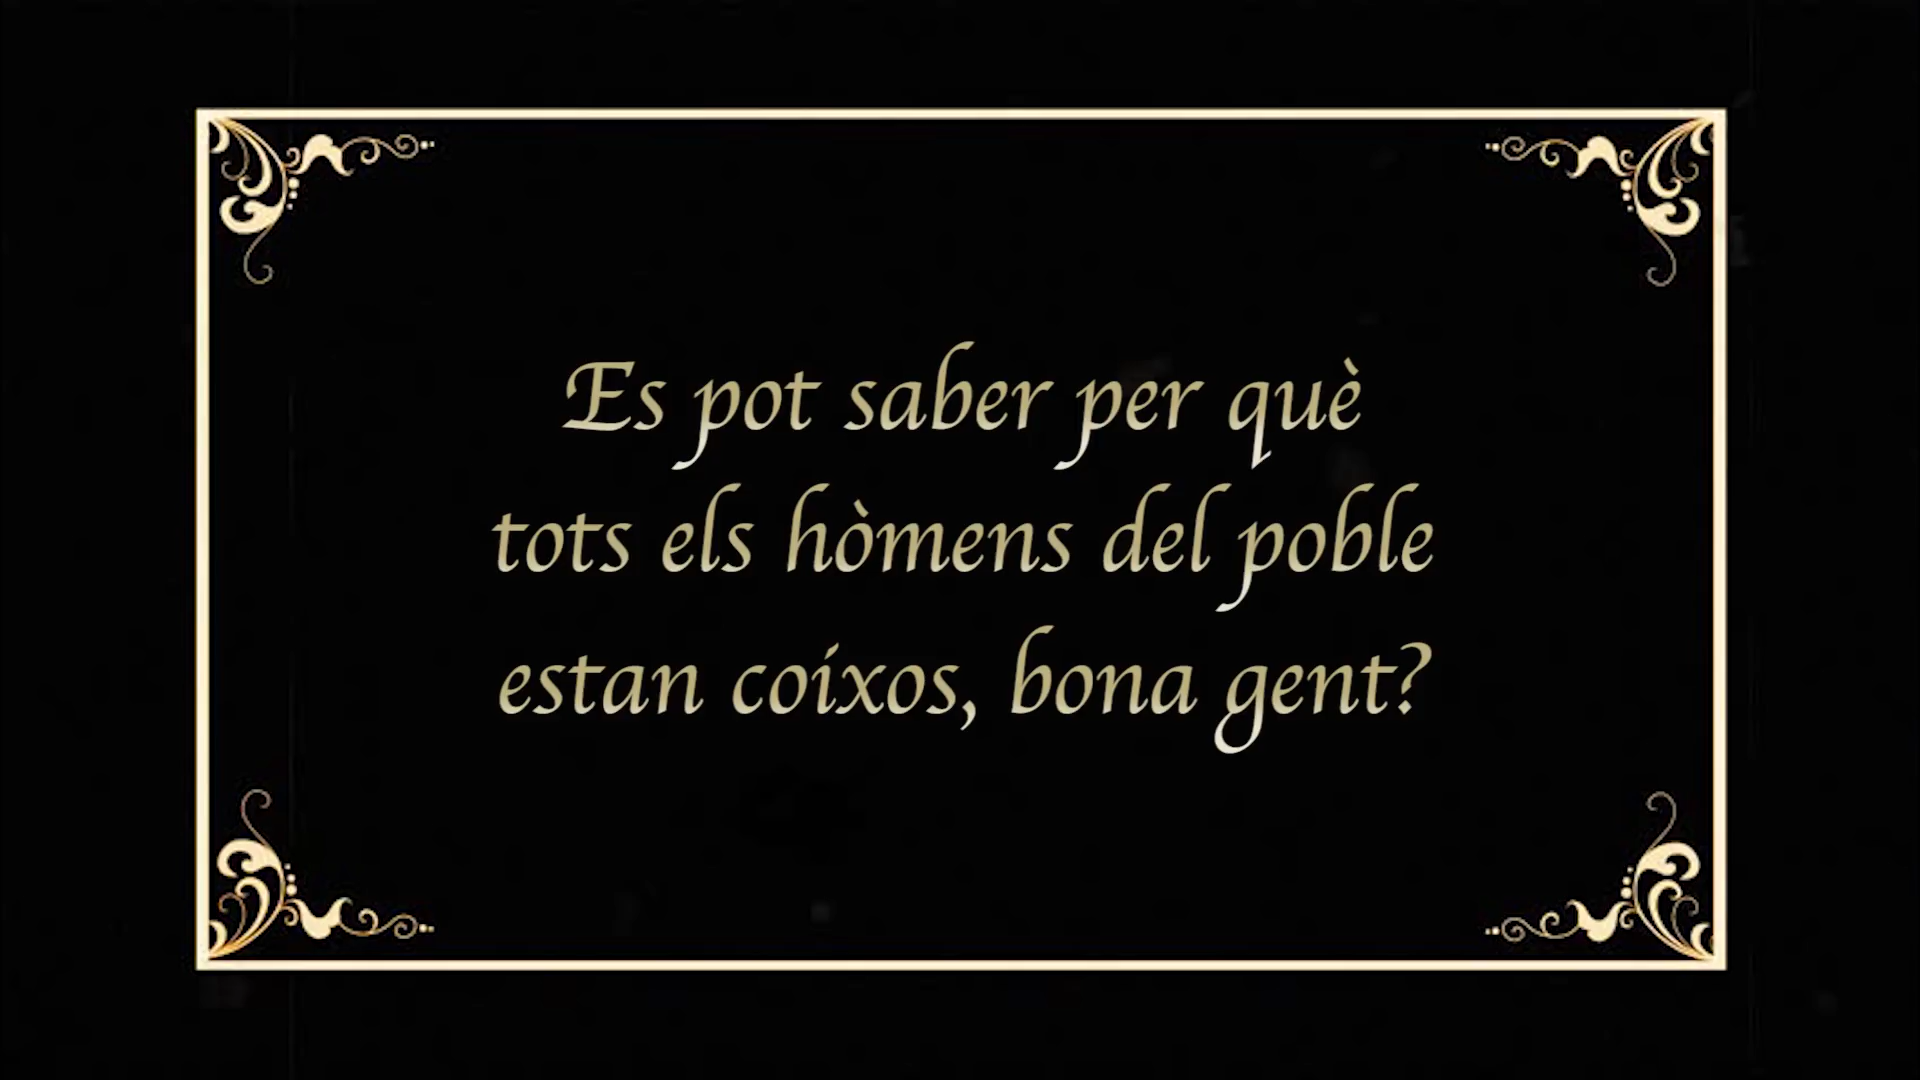 Es pot saber per què
tots els hòmens del poble
estan coixos, bona gent?